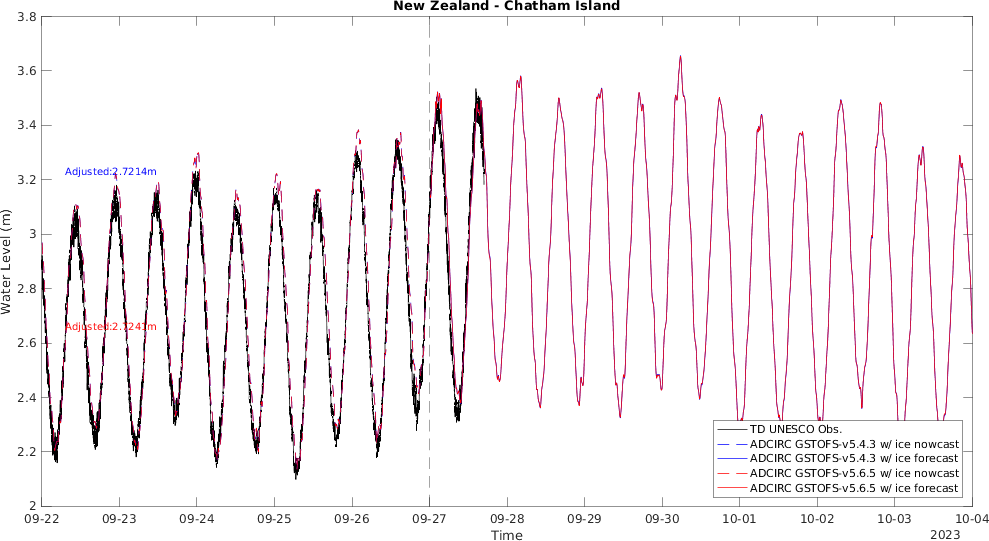 New Zealand - Chatham Island
3.8
3.6
3.4
3.2
3
2.8
2.6
2.4
2.2
2
Water Level (m)
Adjusted:2.7214m
Adjusted:2.7241m
TD UNESCO Obs.
ADCIRC GSTOFS-v5.4.3 w/ ice nowcast
ADCIRC GSTOFS-v5.4.3 w/ ice forecast
ADCIRC GSTOFS-v5.6.5 w/ ice nowcast
ADCIRC GSTOFS-v5.6.5 w/ ice forecast
09-22 09-23 09-24 09-25 09-26 09-27 09-28 09-29 09-30 10-01 10-02 10-03 10-04
Time
2023